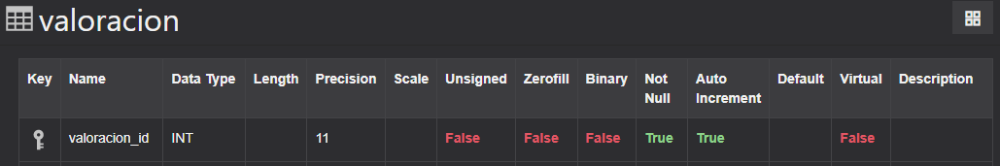 valoracion
Key Name Data Type Length Precision Scale Unsigned Zerofill Binary Not Null Auto Increment Default Virtual Description
valoracion_id INT 11 False False False True True False